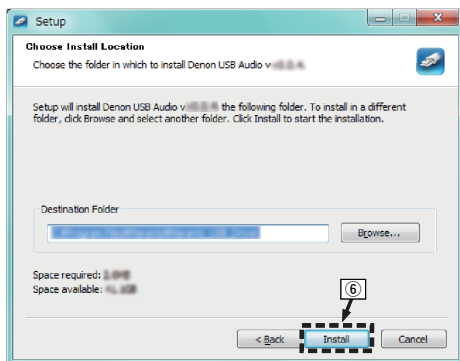 Setup
Choose Install Location
Choose the folder in which to install Denon USB Audio v
Setup will install Denon USB Audio v the following folder. To install in a different
folder, click Browse and select another folder. Click Install to start the installation.
Destination Folder
Browse...
Space required:
Space available:
⑥
< Back Install Cancel